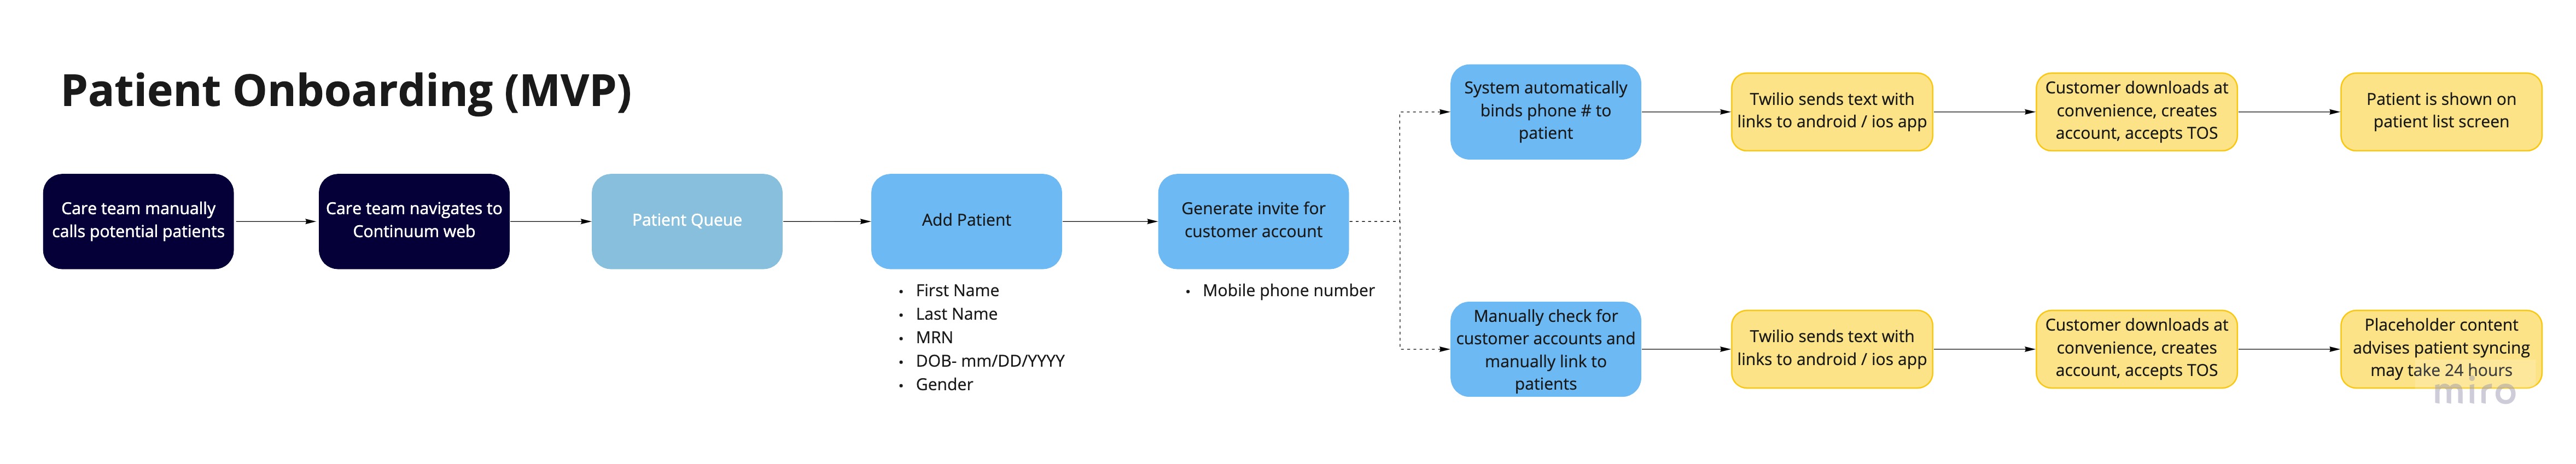 Patient Onboarding (MVP)
Care team manually
calls potential patients
Care team navigates to
Continuum web
Patient Queue
Add Patient
• First Name
• Last Name
• MRN
• DOB- mm/DD/YYYY
• Gender
Generate invite for
customer account
• Mobile phone number
System automatically
binds phone # to
patient
Twilio sends text with
links to android / ios app
Customer downloads at
convenience, creates
account, accepts TOS
Patient is shown on
patient list screen
Manually check for
customer accounts and
manually link to
patients
Twilio sends text with
links to android / ios app
Customer downloads at
convenience, creates
account, accepts TOS
Placeholder content
advises patient syncing
may take 24 hours
miro